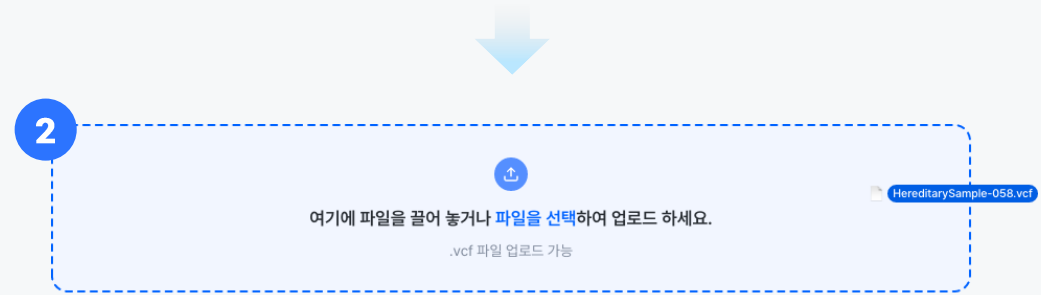 2
HereditarySample-058.vcf
여기에 파일을 끌어 놓거나 파일을 선택하여 업로드 하세요.
.vcf 파일 업로드 가능